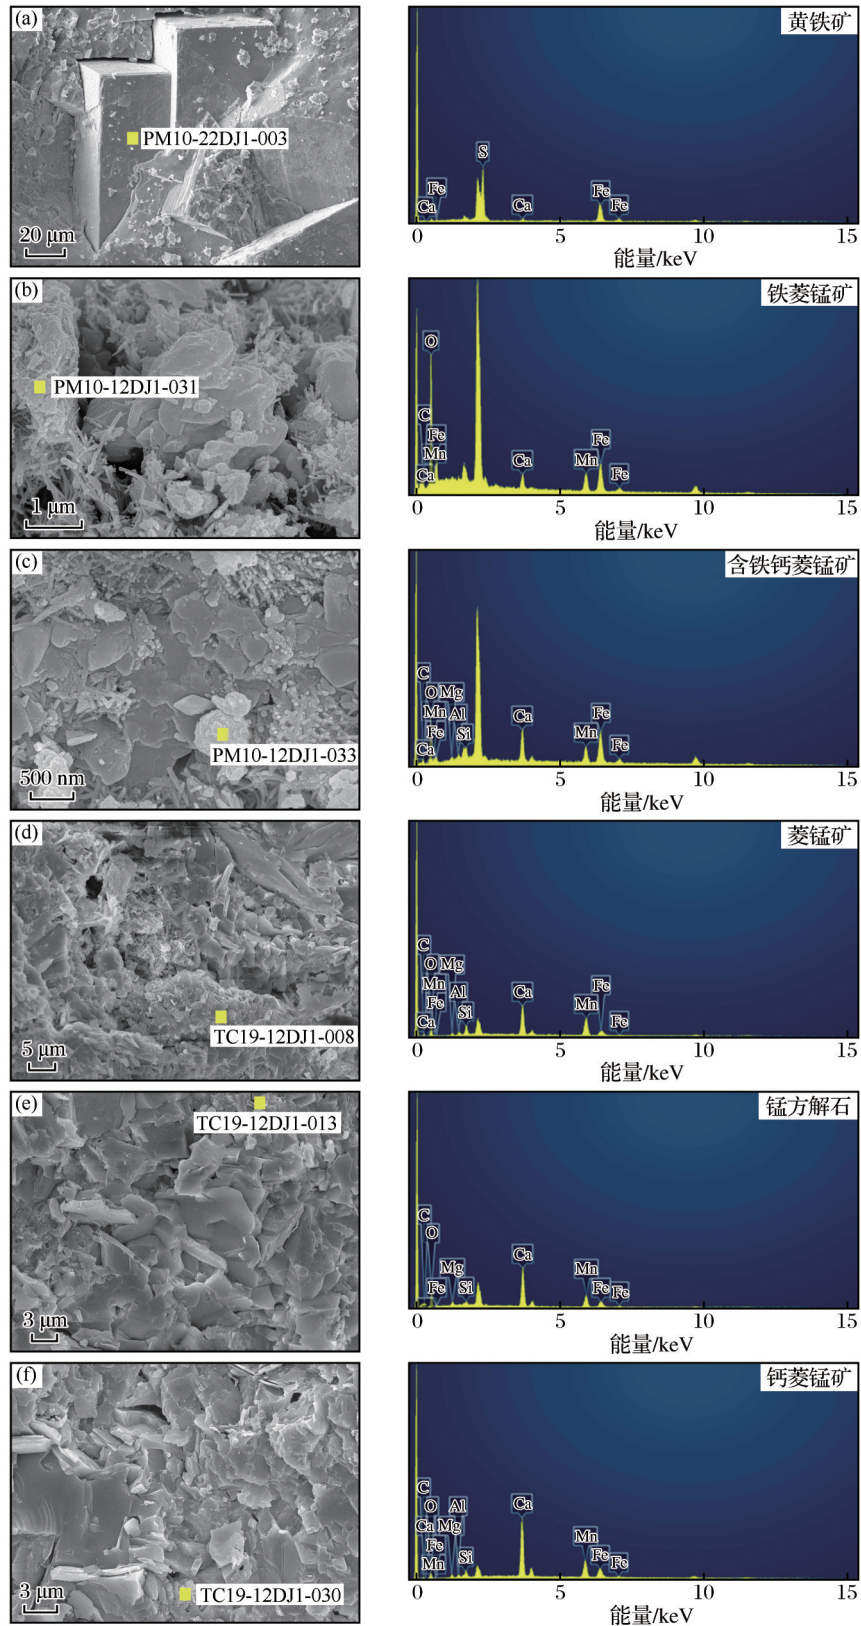 (a)
PM10-22DJ1-003
20 μm
黄铁矿
S
Fe
Ca
Ca
Fe
Fe
0 5 10 15
能量/keV
(b)
PM10-12DJ1-031
1 μm
铁菱锰矿
O
C
Fe
Mn
Ca
Ca
Mn
Fe
Fe
0 5 10 15
能量/keV
(c)
PM10-12DJ1-033
500 nm
含铁钙菱锰矿
C
O Mg
Mn Al
Fe Si
Ca
Ca
Mn
Fe
Fe
0 5 10 15
能量/keV
(d)
TC19-12DJ1-008
5 μm
菱锰矿
C
O Mg
Mn Al
Fe Si
Ca
Ca
Mn
Fe
Fe
0 5 10 15
能量/keV
(e)
TC19-12DJ1-013
3 μm
锰方解石
C
O
Mg
Fe Si
Ca
Mn
Fe
Fe
0 5 10 15
能量/keV
(f)
TC19-12DJ1-030
3 μm
钙菱锰矿
C
O Al
Ca Mg
Fe
Mn Si
Ca
Mn
Fe
Fe
0 5 10 15
能量/keV